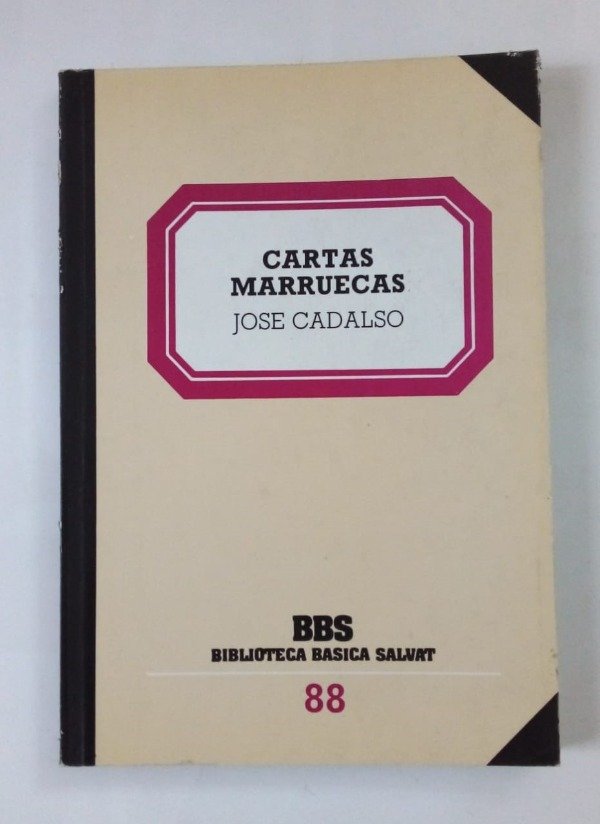 CARTAS
MARRUECAS
JOSE CADALSO
BBS
BIBLIOTECA BASICA SALVAT
88